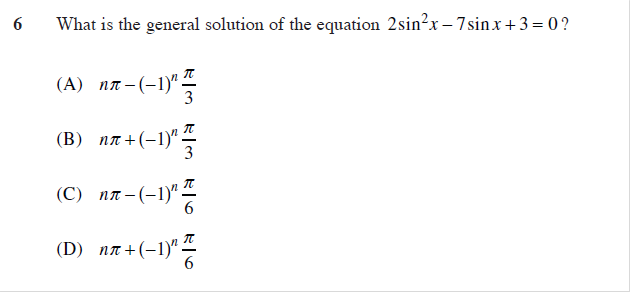 6 What is the general solution of the equation 2sin²x – 7sinx + 3 = 0?
(A) nπ – (–1)ⁿ π/3
(B) nπ + (–1)ⁿ π/3
(C) nπ – (–1)ⁿ π/6
(D) nπ + (–1)ⁿ π/6